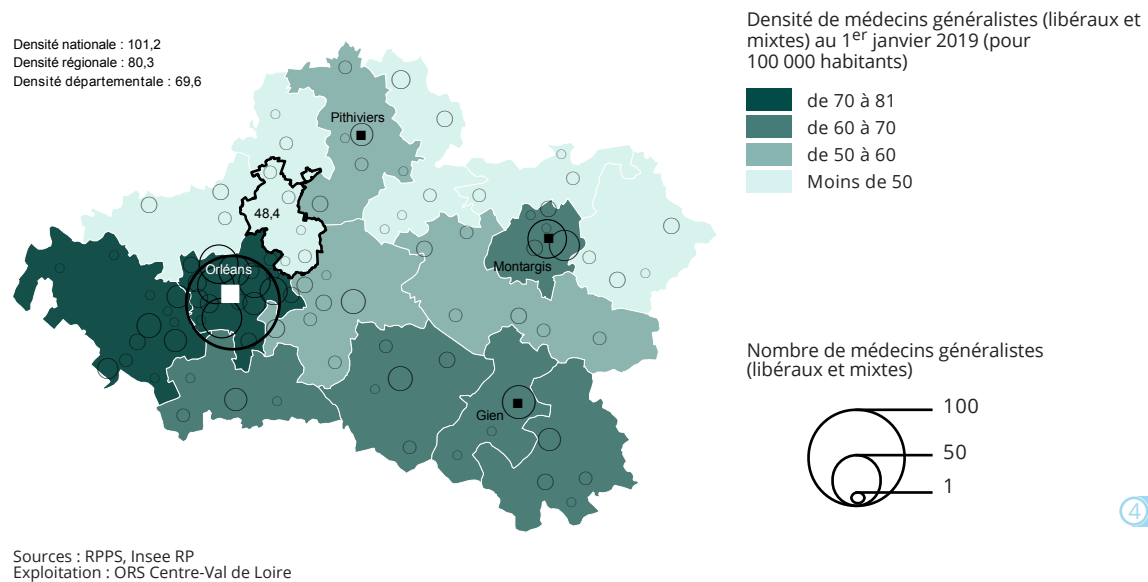 Densité nationale : 101,2
Densité régionale : 80,3
Densité départementale : 69,6
Pithiviers
48,4
Orléans
Montargis
Gien
Densité de médecins généralistes (libéraux et
mixtes) au 1er janvier 2019 (pour
100 000 habitants)
de 70 à 81
de 60 à 70
de 50 à 60
Moins de 50
Nombre de médecins généralistes
(libéraux et mixtes)
100
50
1
4
Sources : RPPS, Insee RP
Exploitation : ORS Centre-Val de Loire